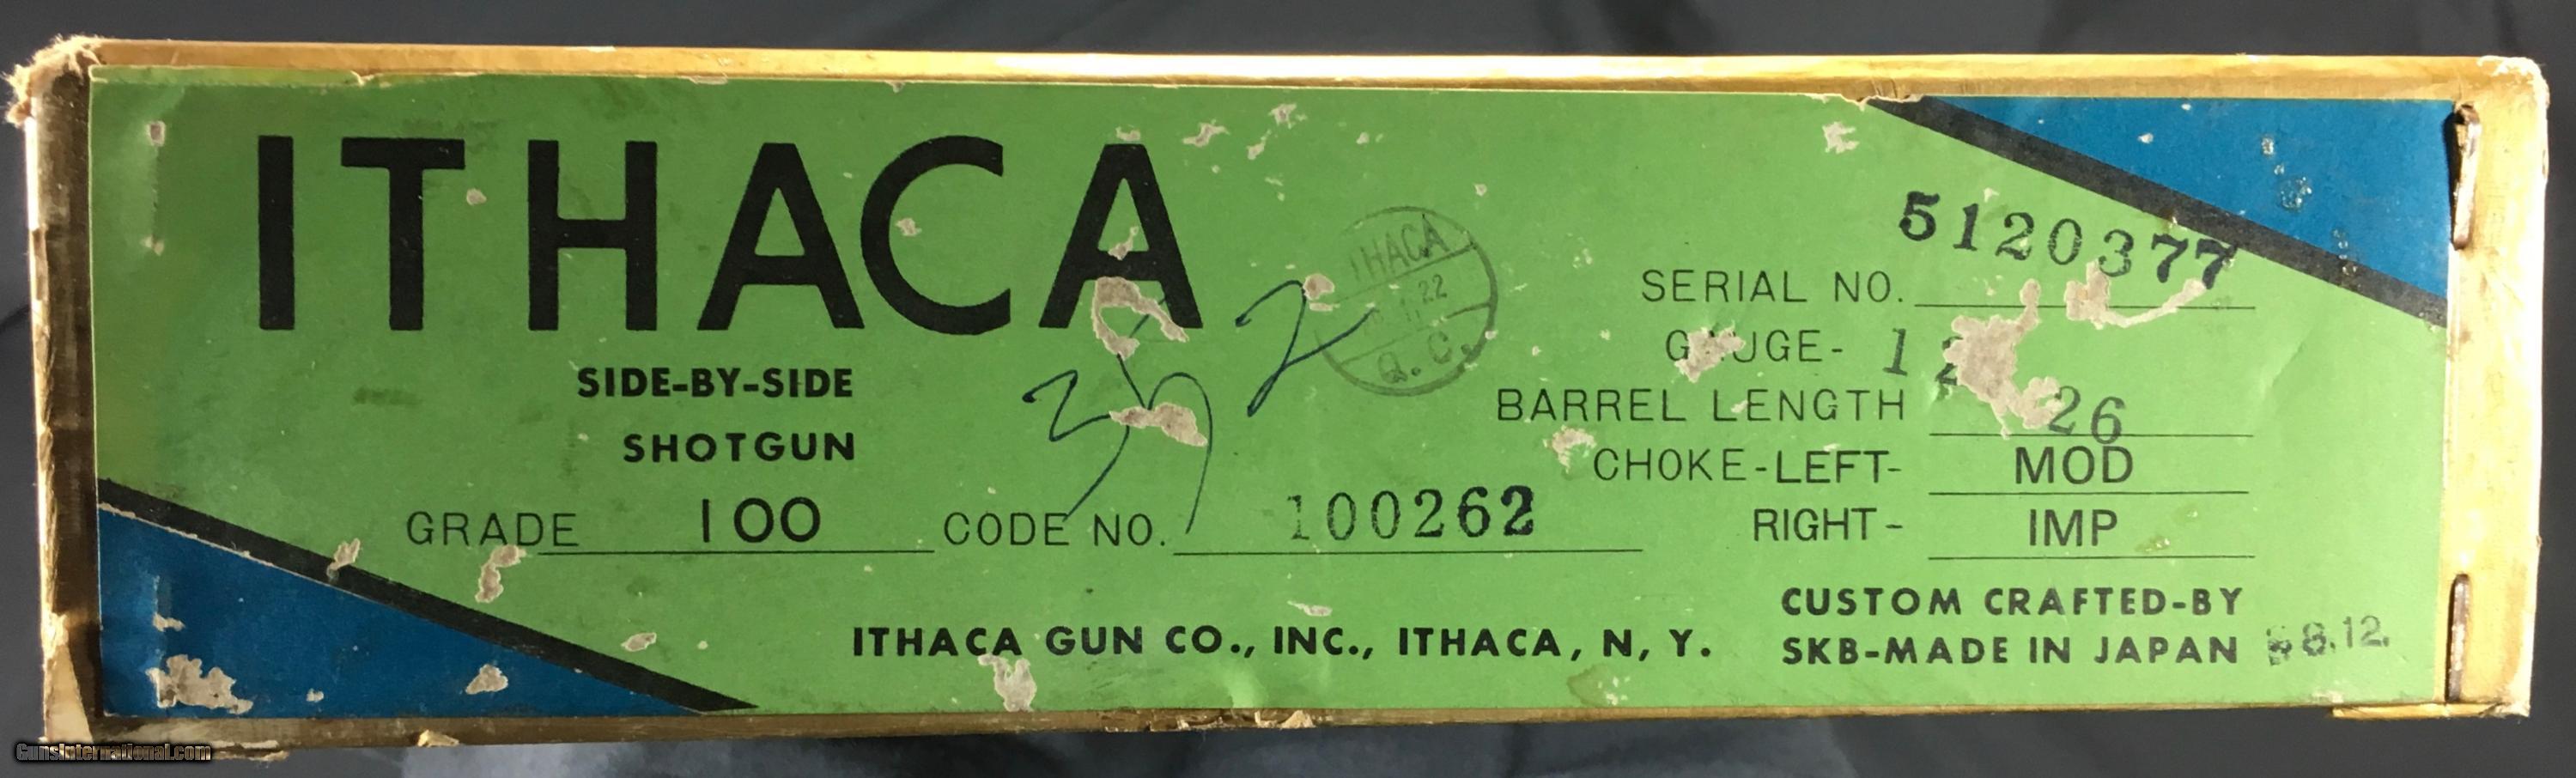 ITHACA
SIDE-BY-SIDE
SHOTGUN
GRADE 100 CODE NO. 100262
ITHACA
22
Q.C.
SERIAL NO. 5120377
GAUGE- 12
BARREL LENGTH 26
CHOKE-LEFT- MOD
RIGHT- IMP
ITHACA GUN CO., INC., ITHACA, N, Y.
CUSTOM CRAFTED-BY
SKB-MADE IN JAPAN
GunsInternational.com